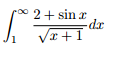 ∫₁^∞ (2 + sin x)/√(x + 1) dx